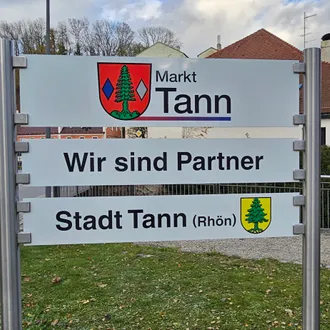 Markt
Tann
Wir sind Partner
Stadt Tann (Rhön)